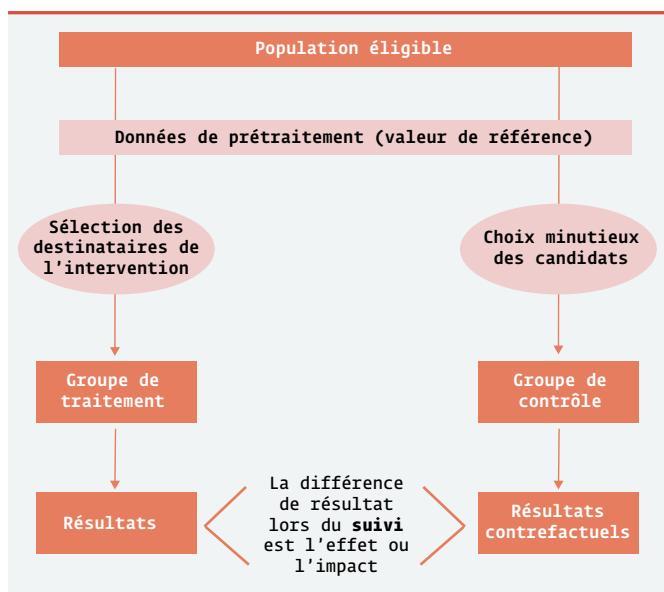 Population éligible
Données de prétraitement (valeur de référence)
Sélection des
destinataires de
l'intervention
Choix minutieux
des candidats
Groupe de
traitement
Groupe de
contrôle
Résultats
La différence
de résultat
lors du suivi
est l'effet ou
l'impact
Résultats
contrefactuels